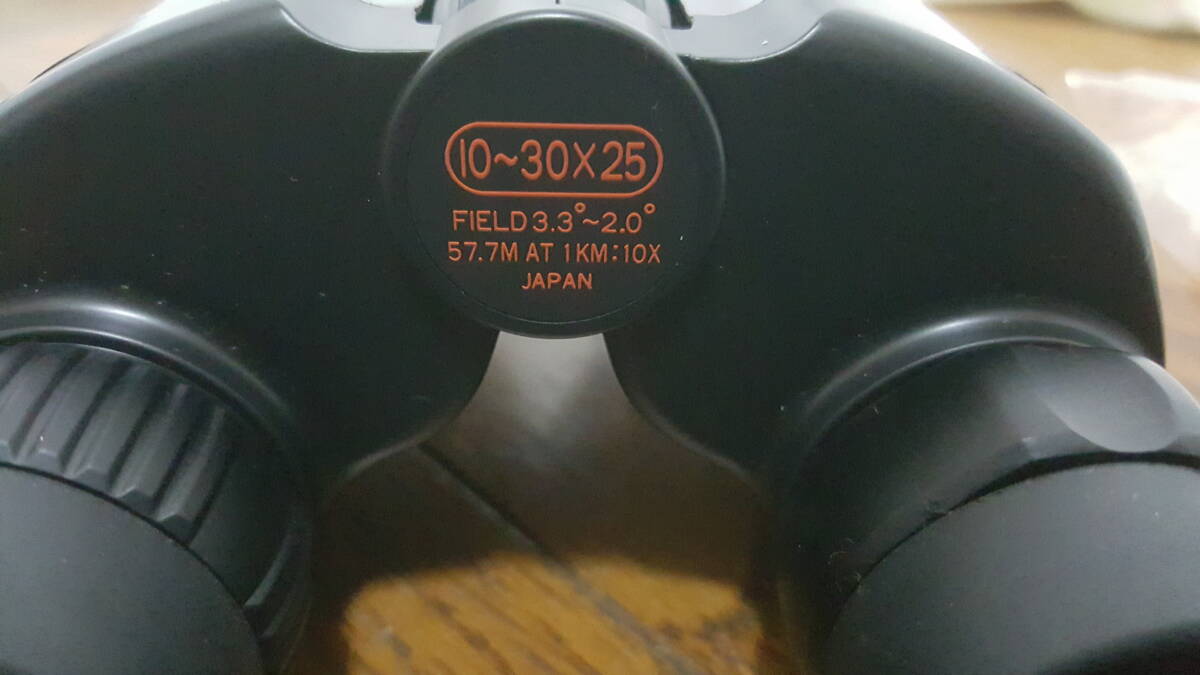 10~30X25
FIELD 3.3°~2.0°
57.7M AT 1KM:10X
JAPAN